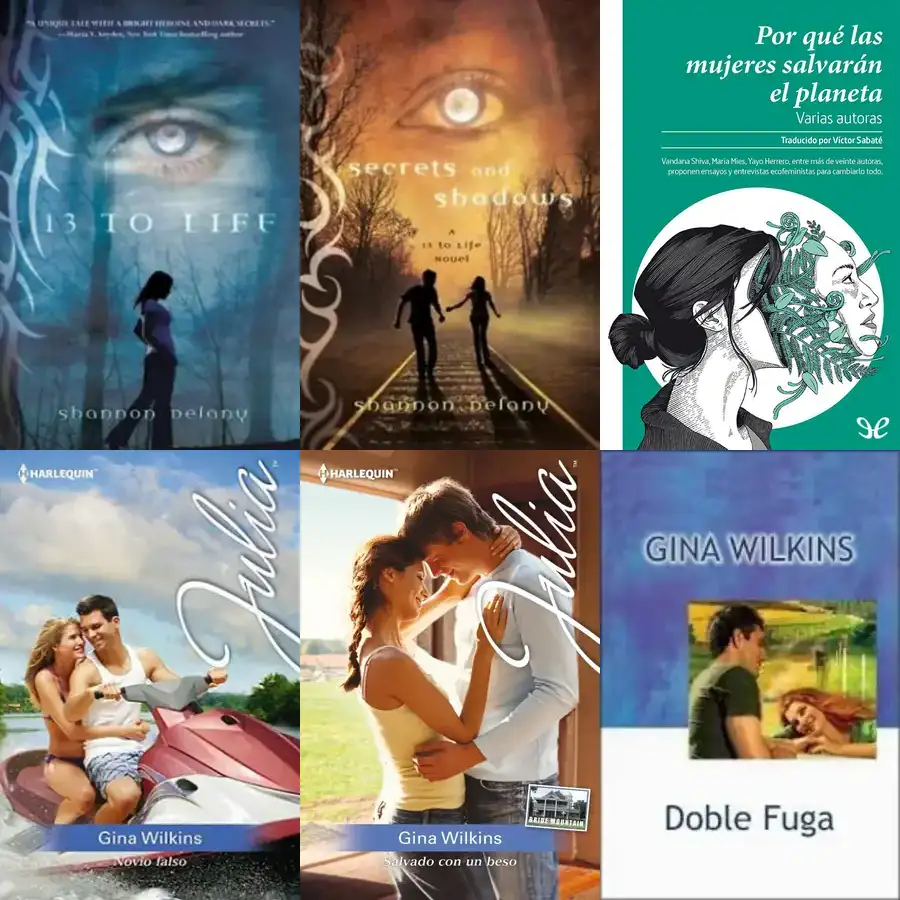 "A UNIQUE TALE WITH A BRIGHT HEROINE AND DARK SECRETS."
—Maria V. Snyder, New York Times bestselling author
13 TO LIFE
shannon delany
secrets and
shadows
A
13 to Life
Novel
shannon delany
Por qué las
mujeres salvarán
el planeta
Varias autoras
Traducido por Víctor Sabaté
Vandana Shiva, Maria Mies, Yayo Herrero, entre más de veinte autoras,
proponen ensayos y entrevistas ecofeministas para cambiarlo todo.
HARLEQUIN™
Julia
Gina Wilkins
Novio falso
HARLEQUIN™
Julia
BRIDE MOUNTAIN
Gina Wilkins
Salvado con un beso
GINA WILKINS
Doble Fuga